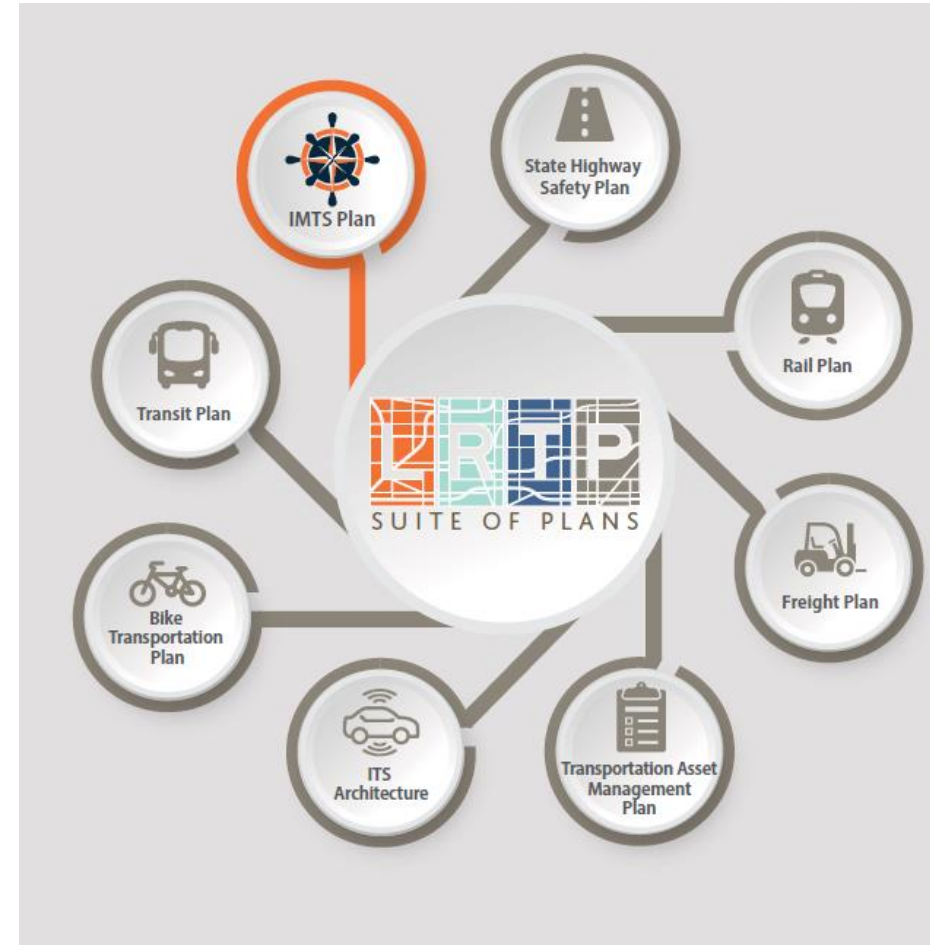 IMTS Plan
State Highway
Safety Plan
Rail Plan
Transit Plan
LRTP
SUITE OF PLANS
Freight Plan
Bike
Transportation
Plan
ITS
Architecture
Transportation Asset
Management
Plan